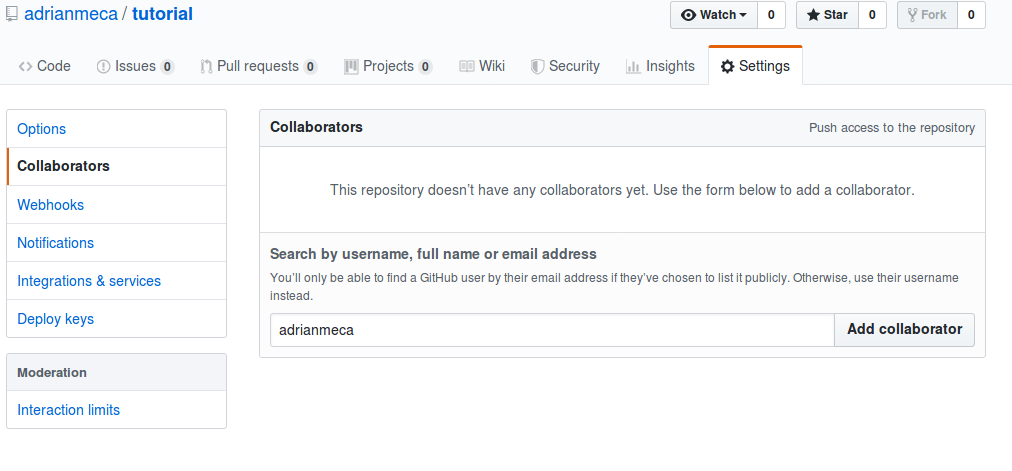 adrianmeca / tutorial
Watch 0 Star 0 Fork 0
Code Issues 0 Pull requests 0 Projects 0 Wiki Security Insights Settings
Options
Collaborators
Webhooks
Notifications
Integrations & services
Deploy keys
Moderation
Interaction limits
Collaborators Push access to the repository
This repository doesn’t have any collaborators yet. Use the form below to add a collaborator.
Search by username, full name or email address
You’ll only be able to find a GitHub user by their email address if they’ve chosen to list it publicly. Otherwise, use their username
instead.
adrianmeca Add collaborator